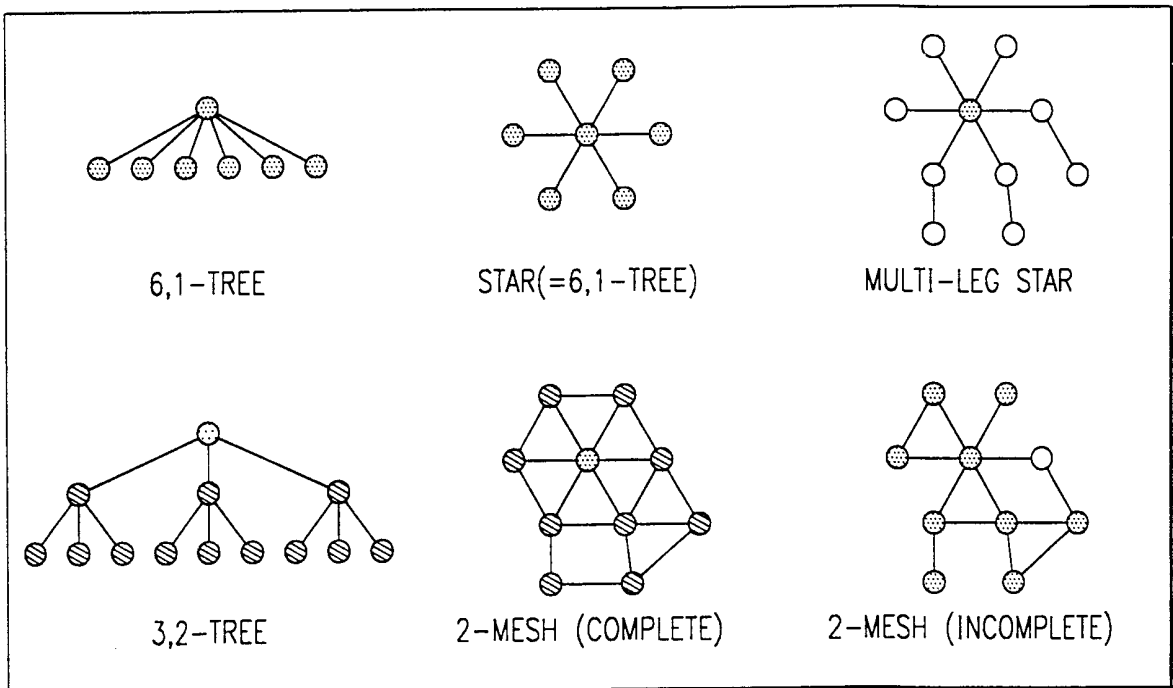 6,1-TREE
STAR(=6,1-TREE)
MULTI-LEG STAR
3,2-TREE
2-MESH (COMPLETE)
2-MESH (INCOMPLETE)